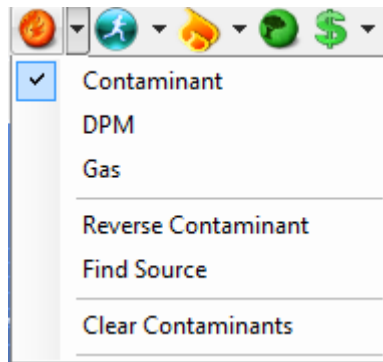 Contaminant
DPM
Gas
Reverse Contaminant
Find Source
Clear Contaminants